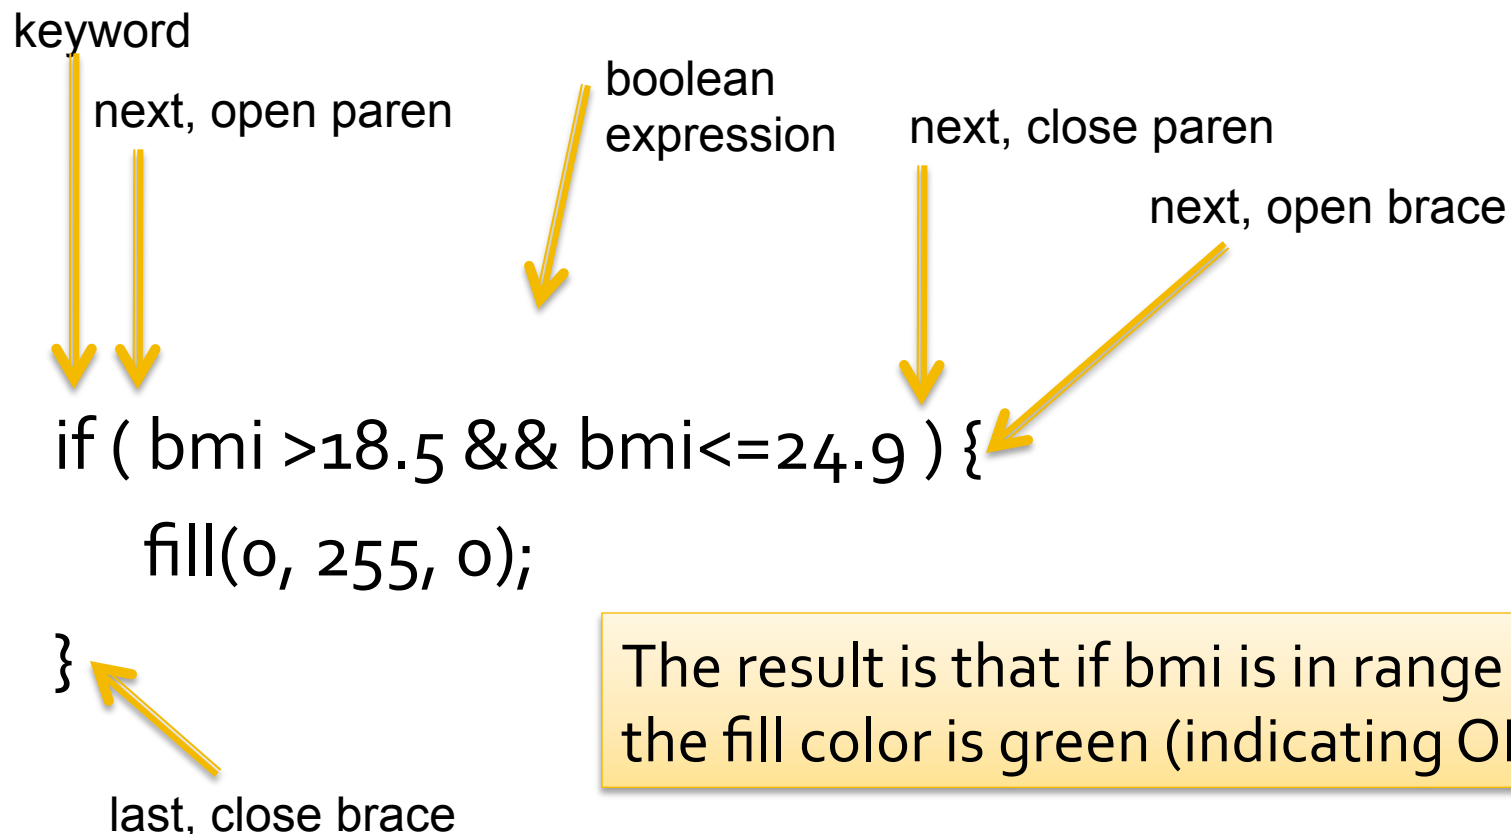 keyword
next, open paren
boolean
expression
next, close paren
next, open brace
if ( bmi >18.5 && bmi<=24.9 ) {
fill(0, 255, 0);
}
The result is that if bmi is in range
the fill color is green (indicating
last, close brace